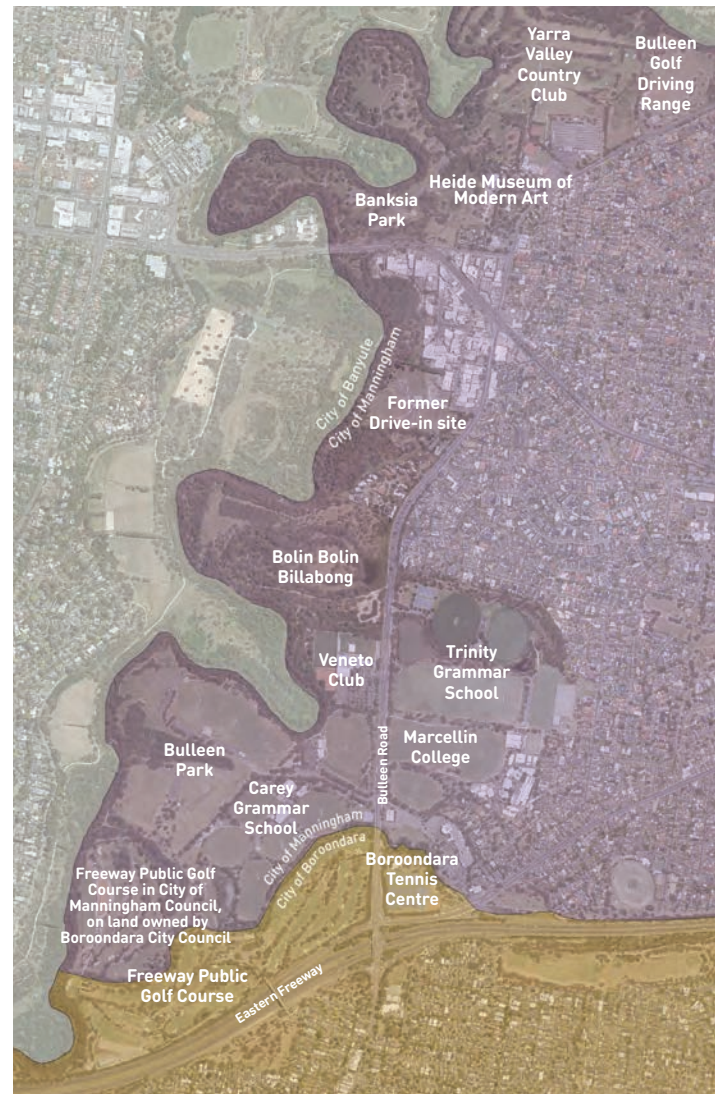 Yarra
Valley
Country
Club
Bulleen
Golf
Driving
Range
Heide Museum of
Modern Art
Banksia
Park
City of Banyule
City of Manningham
Former
Drive-in site
Bolin Bolin
Billabong
Veneto
Club
Trinity
Grammar
School
Bulleen Road
Marcellin
College
Bulleen
Park
Carey
Grammar
School
City of Manningham
City of Boroondara
Boroondara
Tennis
Centre
Freeway Public Golf
Course in City of
Manningham Council,
on land owned by
Boroondara City Council
Freeway Public
Golf Course
Eastern Freeway